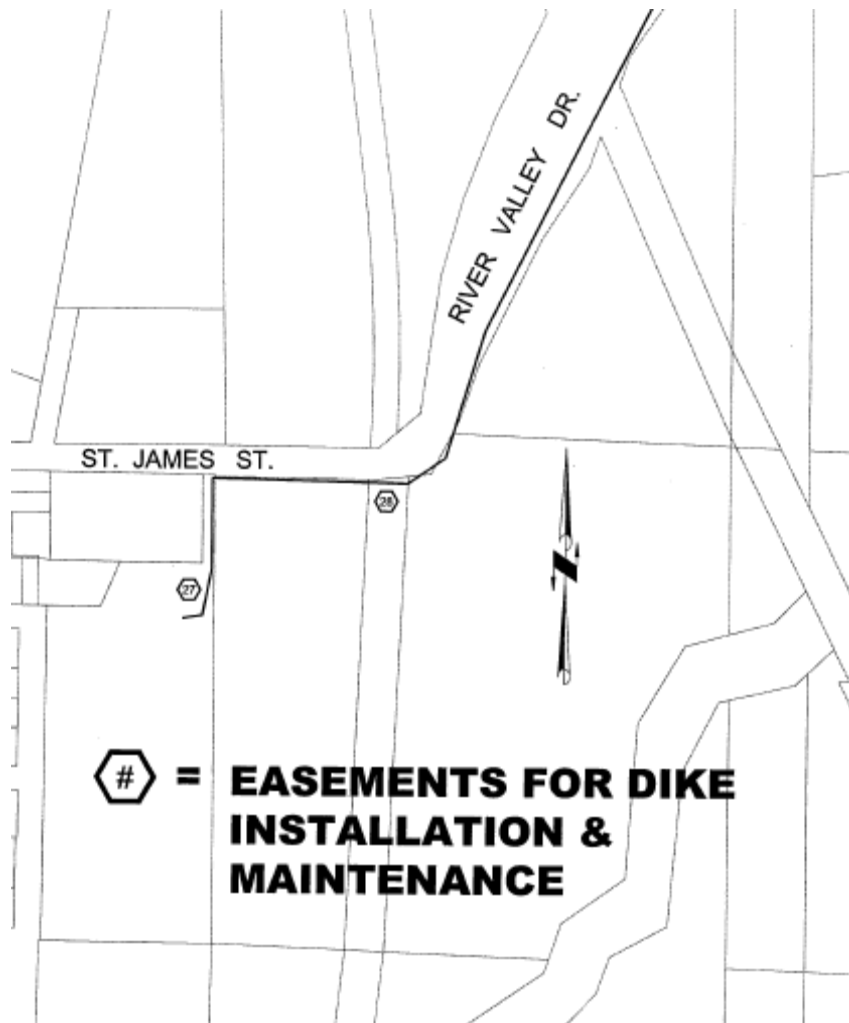 RIVER VALLEY DR.
ST. JAMES ST.
28
27
# = EASEMENTS FOR DIKE
INSTALLATION &
MAINTENANCE